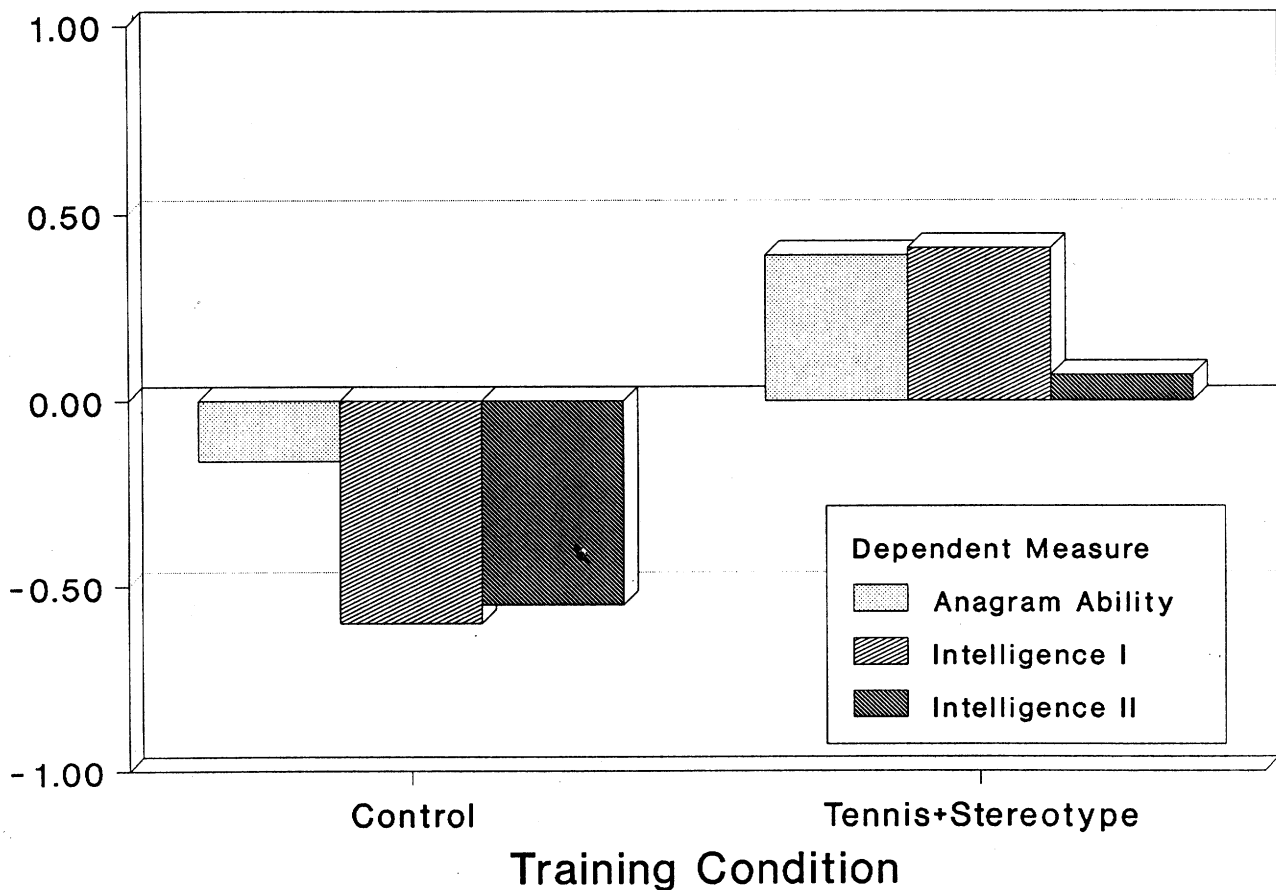 1.00
0.50
0.00
-0.50
-1.00
Dependent Measure
Anagram Ability
Intelligence I
Intelligence II
Control
Tennis+Stereotype
Training Condition